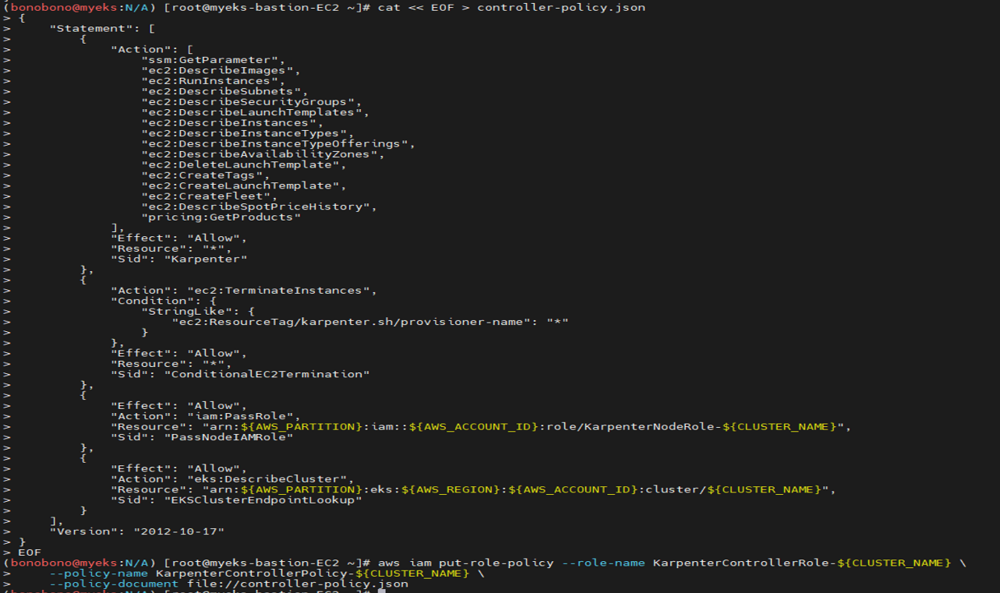 (bonobono@myeks:N/A) [root@myeks-bastion-EC2 ~]# cat << EOF > controller-policy.json
> {
>     "Statement": [
>         {
>             "Action": [
>                 "ssm:GetParameter",
>                 "ec2:DescribeImages",
>                 "ec2:RunInstances",
>                 "ec2:DescribeSubnets",
>                 "ec2:DescribeSecurityGroups",
>                 "ec2:DescribeLaunchTemplates",
>                 "ec2:DescribeInstances",
>                 "ec2:DescribeInstanceTypes",
>                 "ec2:DescribeInstanceTypeOfferings",
>                 "ec2:DescribeAvailabilityZones",
>                 "ec2:DeleteLaunchTemplate",
>                 "ec2:CreateTags",
>                 "ec2:CreateLaunchTemplate",
>                 "ec2:CreateFleet",
>                 "ec2:DescribeSpotPriceHistory",
>                 "pricing:GetProducts"
>             ],
>             "Effect": "Allow",
>             "Resource": "*",
>             "Sid": "Karpenter"
>         },
>         {
>             "Action": "ec2:TerminateInstances",
>             "Condition": {
>                 "StringLike": {
>                     "ec2:ResourceTag/karpenter.sh/provisioner-name": "*"
>                 }
>             },
>             "Effect": "Allow",
>             "Resource": "*",
>             "Sid": "ConditionalEC2Termination"
>         },
>         {
>             "Effect": "Allow",
>             "Action": "iam:PassRole",
>             "Resource": "arn:${AWS_PARTITION}:iam::${AWS_ACCOUNT_ID}:role/KarpenterNodeRole-${CLUSTER_NAME}",
>             "Sid": "PassNodeIAMRole"
>         },
>         {
>             "Effect": "Allow",
>             "Action": "eks:DescribeCluster",
>             "Resource": "arn:${AWS_PARTITION}:eks:${AWS_REGION}:${AWS_ACCOUNT_ID}:cluster/${CLUSTER_NAME}",
>             "Sid": "EKSClusterEndpointLookup"
>         }
>     ],
>     "Version": "2012-10-17"
> }
> EOF
(bonobono@myeks:N/A) [root@myeks-bastion-EC2 ~]# aws iam put-role-policy --role-name KarpenterControllerRole-${CLUSTER_NAME} \
>     --policy-name KarpenterControllerPolicy-${CLUSTER_NAME} \
>     --policy-document file://controller-policy.json
(bonobono@myeks:N/A) [root@myeks-bastion-EC2 ~]#